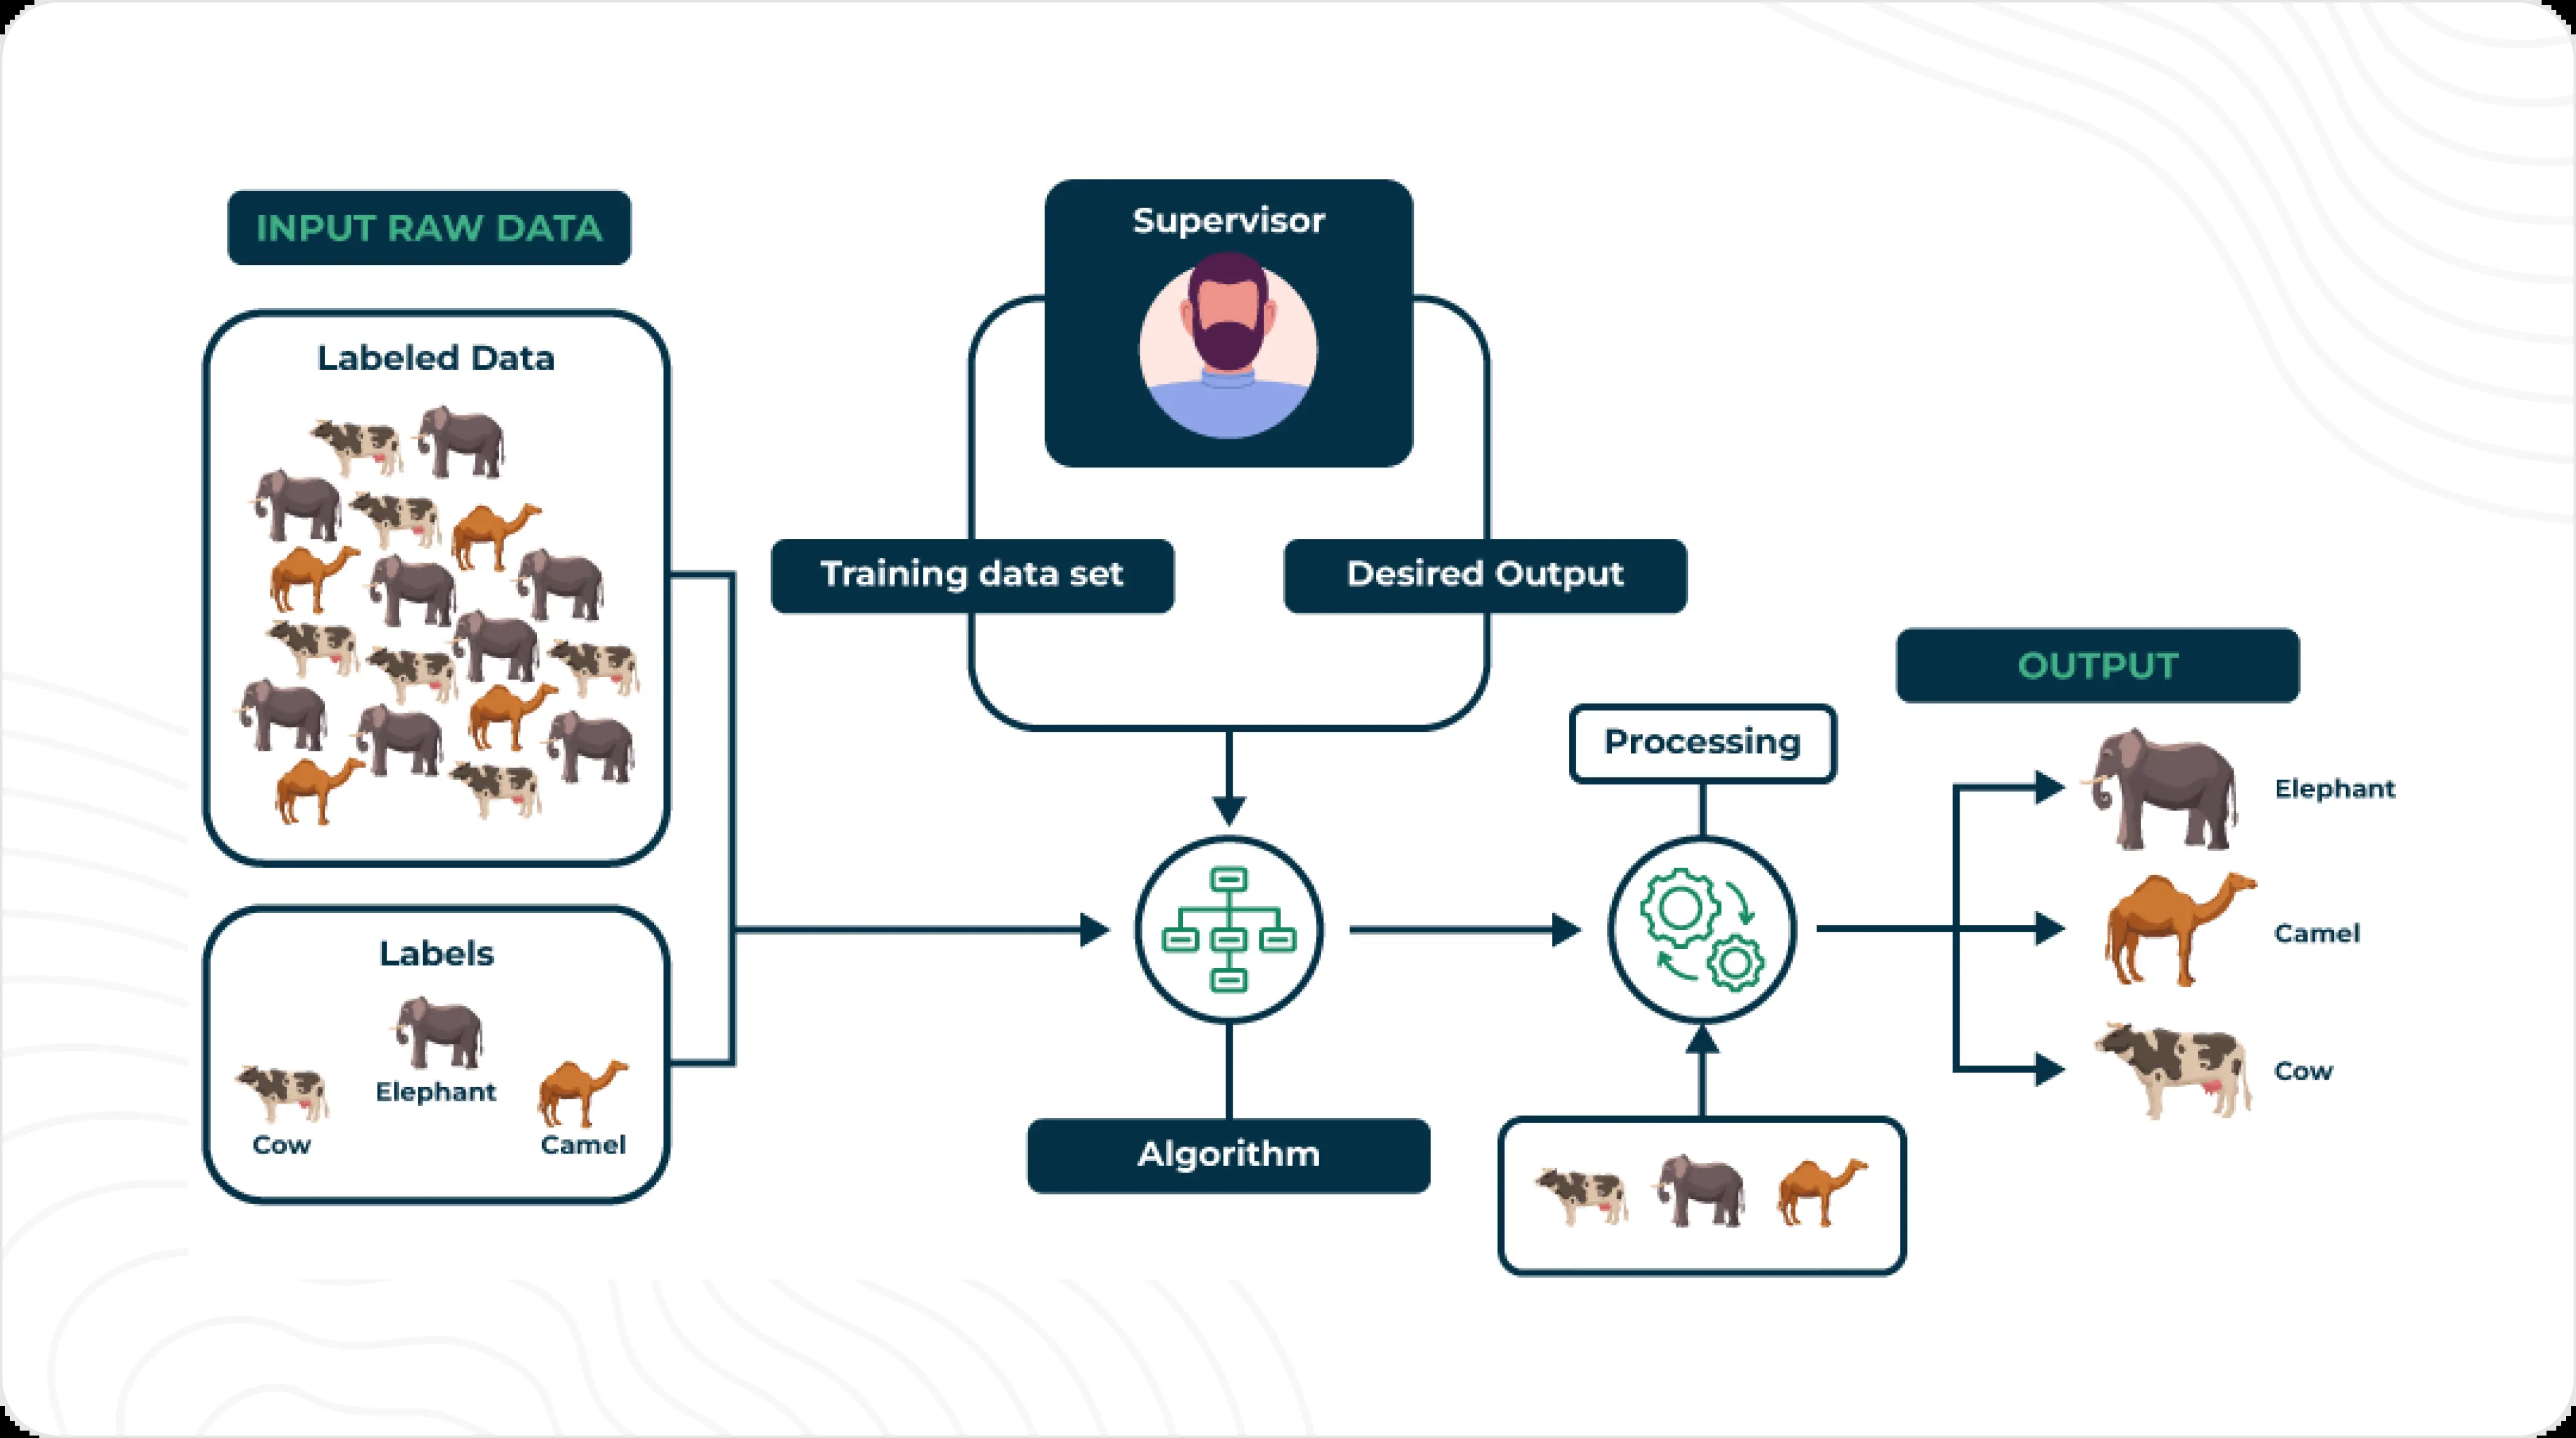 INPUT RAW DATA
Labeled Data
Labels
Elephant
Cow
Camel
Supervisor
Training data set
Desired Output
Algorithm
Processing
OUTPUT
Elephant
Camel
Cow